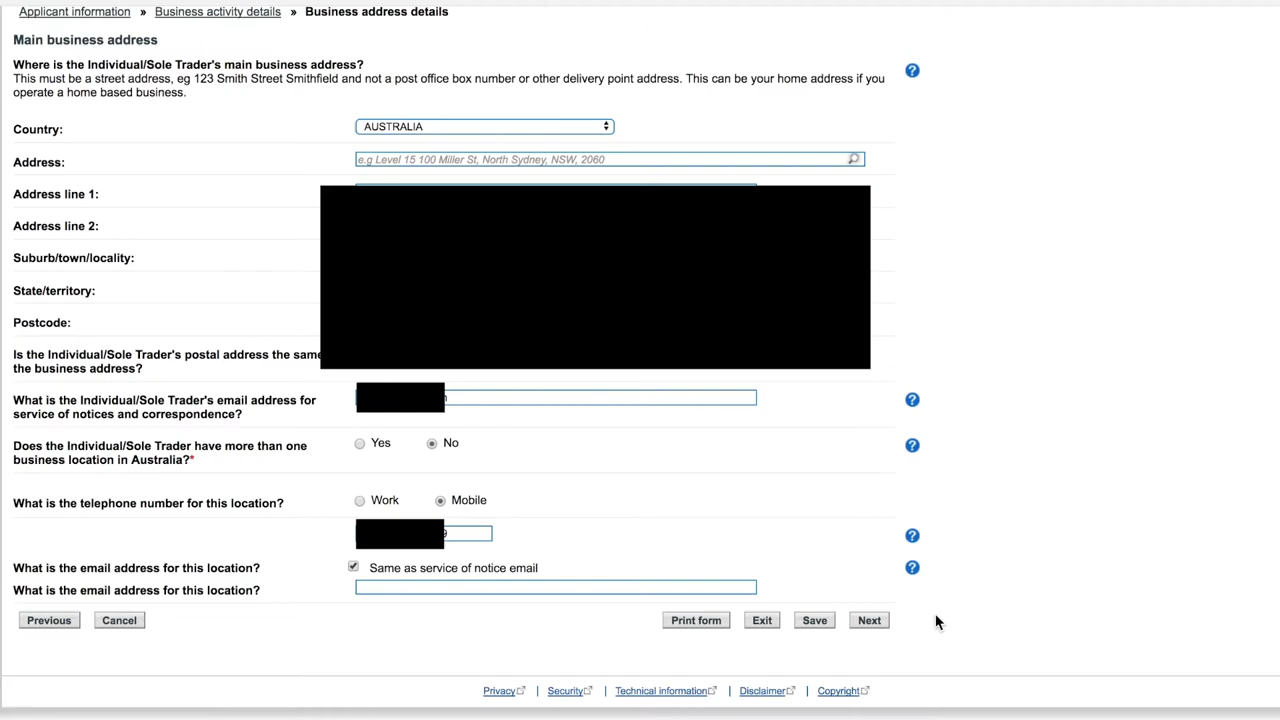 Applicant information » Business activity details » Business address details
Main business address
Where is the Individual/Sole Trader's main business address?
This must be a street address, eg 123 Smith Street Smithfield and not a post office box number or other delivery point address. This can be your home address if you
operate a home based business.
Country: AUSTRALIA
Address: e.g Level 15 100 Miller St, North Sydney, NSW, 2060
Address line 1:
Address line 2:
Suburb/town/locality:
State/territory:
Postcode:
Is the Individual/Sole Trader's postal address the same
the business address?
What is the Individual/Sole Trader's email address for
service of notices and correspondence?
Does the Individual/Sole Trader have more than one Yes No
business location in Australia?*
What is the telephone number for this location? Work Mobile
What is the email address for this location? Same as service of notice email
What is the email address for this location?
Previous Cancel Print form Exit Save Next
Privacy | Security | Technical information | Disclaimer | Copyright